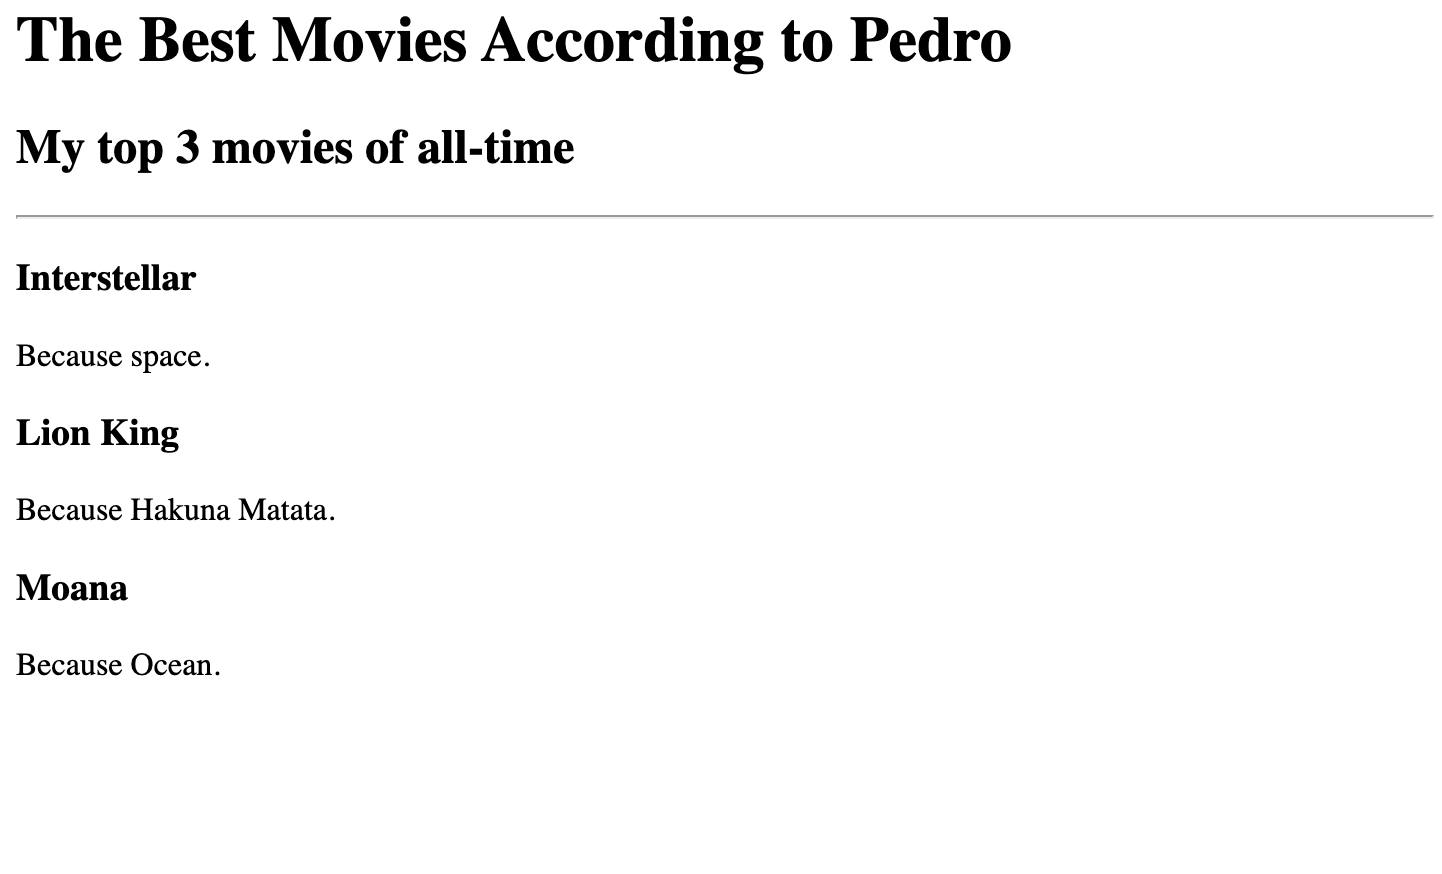 The Best Movies According to Pedro
My top 3 movies of all-time
Interstellar
Because space.
Lion King
Because Hakuna Matata.
Moana
Because Ocean.